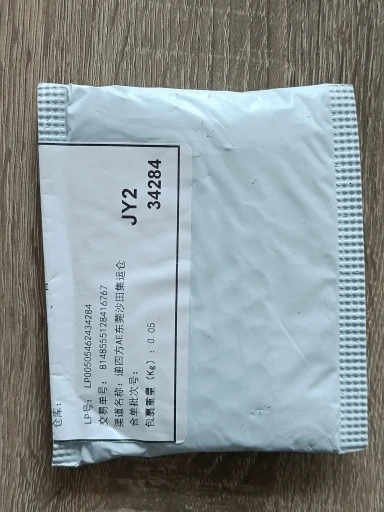 JY2
34284
仓库：
LP号： LP00505462434284
交易单号： 8148555128416767
渠道名称： 递四方AE东莞沙田集运仓
合单批次号：
包裹重量（Kg）： 0.05